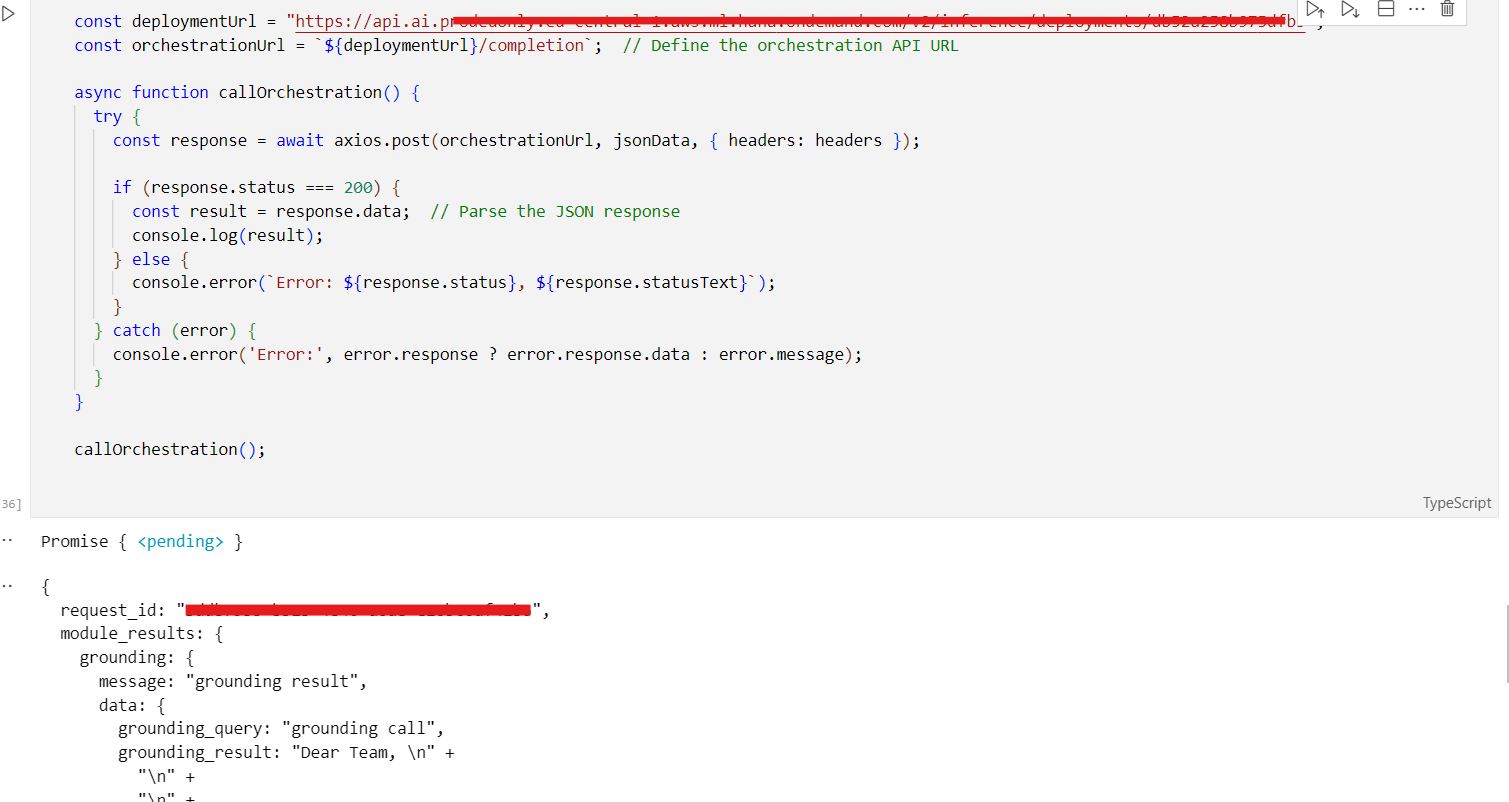 const deploymentUrl = "https://api.ai.pr
const orchestrationUrl = `${deploymentUrl}/completion`;  // Define the orchestration API URL
async function callOrchestration() {
try {
const response = await axios.post(orchestrationUrl, jsonData, { headers: headers });
if (response.status === 200) {
const result = response.data;  // Parse the JSON response
console.log(result);
} else {
console.error(`Error: ${response.status}, ${response.statusText}`);
}
} catch (error) {
console.error('Error:', error.response ? error.response.data : error.message);
}
}
callOrchestration();
36]
TypeScript
Promise { <pending> }
{
request_id: "",
module_results: {
grounding: {
message: "grounding result",
data: {
grounding_query: "grounding call",
grounding_result: "Dear Team, \n" +
"\n" +
"\n" +